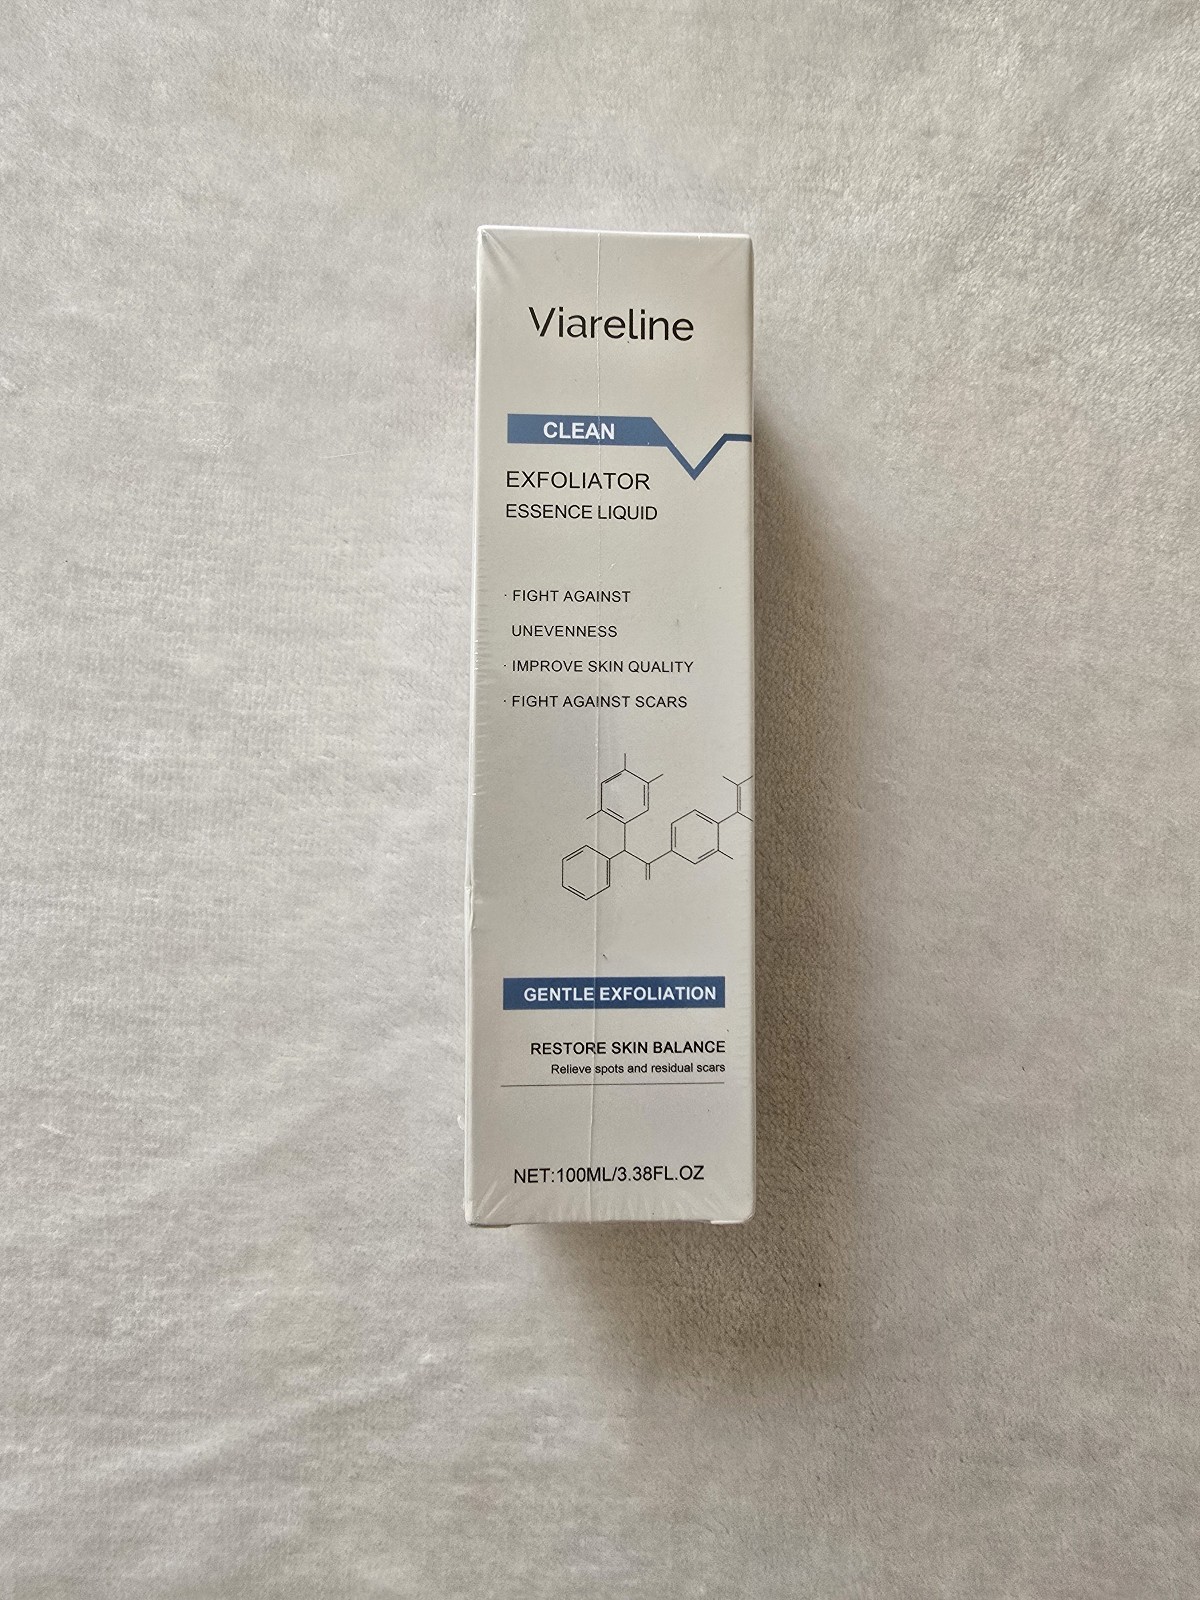 Viareline
CLEAN
EXFOLIATOR
ESSENCE LIQUID
· FIGHT AGAINST
UNEVENNESS
· IMPROVE SKIN QUALITY
· FIGHT AGAINST SCARS
GENTLE EXFOLIATION
RESTORE SKIN BALANCE
Relieve spots and residual scars
NET:100ML/3.38FL.OZ